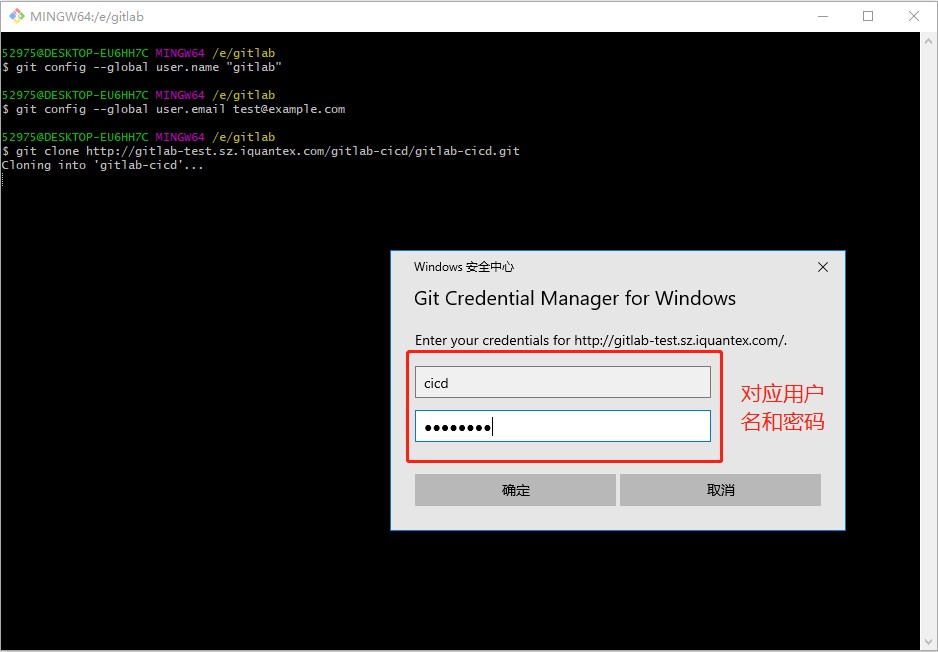 MINGW64:/e/gitlab
52975@DESKTOP-EU6HH7C MINGW64 /e/gitlab
$ git config --global user.name "gitlab"
52975@DESKTOP-EU6HH7C MINGW64 /e/gitlab
$ git config --global user.email test@example.com
52975@DESKTOP-EU6HH7C MINGW64 /e/gitlab
$ git clone http://gitlab-test.sz.iquantex.com/gitlab-cicd/gitlab-cicd.git
Cloning into 'gitlab-cicd'...
Windows 安全中心
Git Credential Manager for Windows
Enter your credentials for http://gitlab-test.sz.iquantex.com/.
cicd
●●●●●●●●
对应用户
名和密码
确定 取消